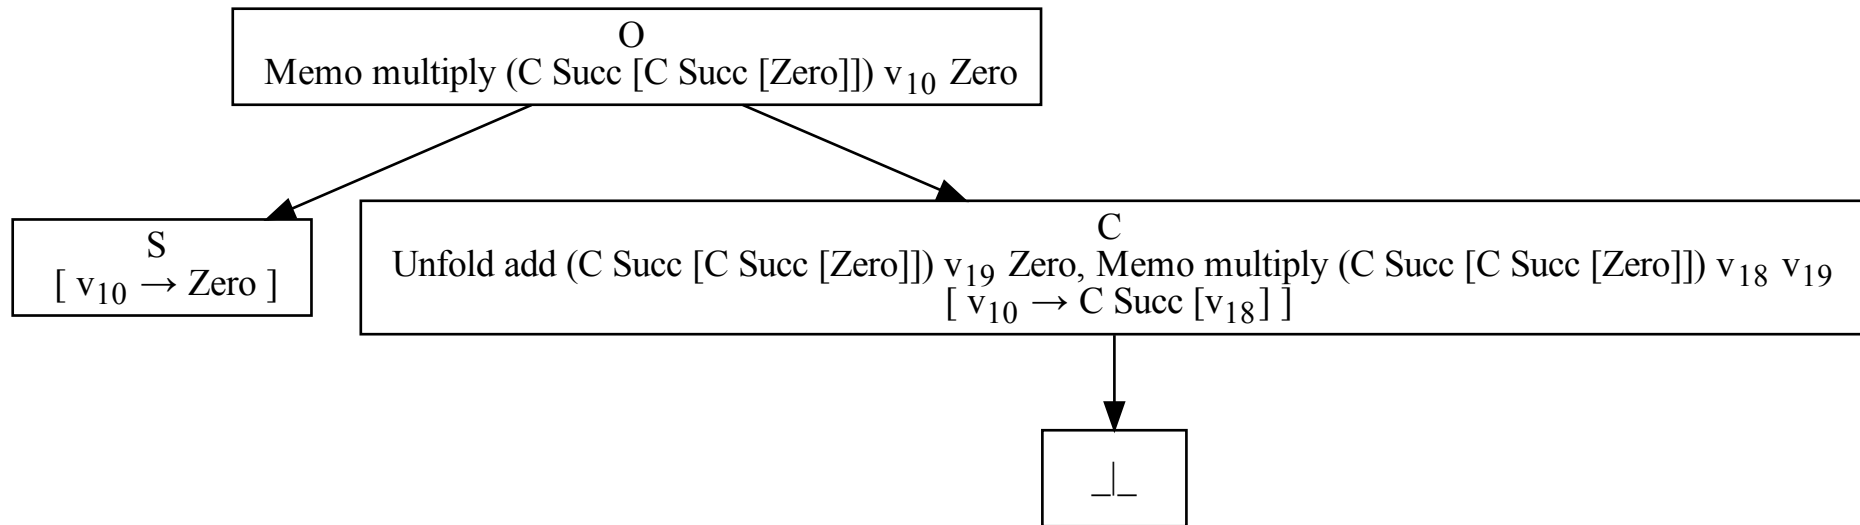 O
Memo multiply (C Succ [C Succ [Zero]]) v₁₀ Zero
S
[ v₁₀ → Zero ]
C
Unfold add (C Succ [C Succ [Zero]]) v₁₉ Zero, Memo multiply (C Succ [C Succ [Zero]]) v₁₈ v₁₉
[ v₁₀ → C Succ [v₁₈] ]
_|_